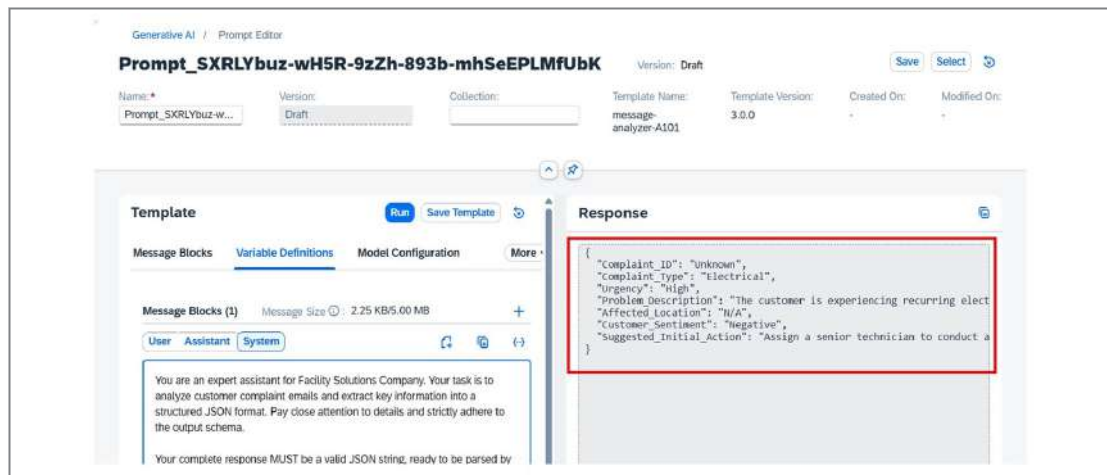 Generative AI / Prompt Editor
Prompt_SXRLYbuz-wH5R-9zZh-893b-mhSeEPLMfUbK Version: Draft Save Select
Name:* Version: Collection: Template Name: Template Version: Created On: Modified On:
Prompt_SXRLYbuz-w... Draft message-analyzer-A101 3.0.0 - -
Template Run Save Template
Message Blocks Variable Definitions Model Configuration More
Message Blocks (1) Message Size : 2.25 KB/5.00 MB
User Assistant System
You are an expert assistant for Facility Solutions Company. Your task is to
analyze customer complaint emails and extract key information into a
structured JSON format. Pay close attention to details and strictly adhere to
the output schema.
Your complete response MUST be a valid JSON string, ready to be parsed by
Response
{
"Complaint_ID": "Unknown",
"Complaint_Type": "Electrical",
"Urgency": "High",
"Problem_Description": "The customer is experiencing recurring elect
"Affected_Location": "N/A",
"Customer_Sentiment": "Negative",
"Suggested_Initial_Action": "Assign a senior technician to conduct a
}